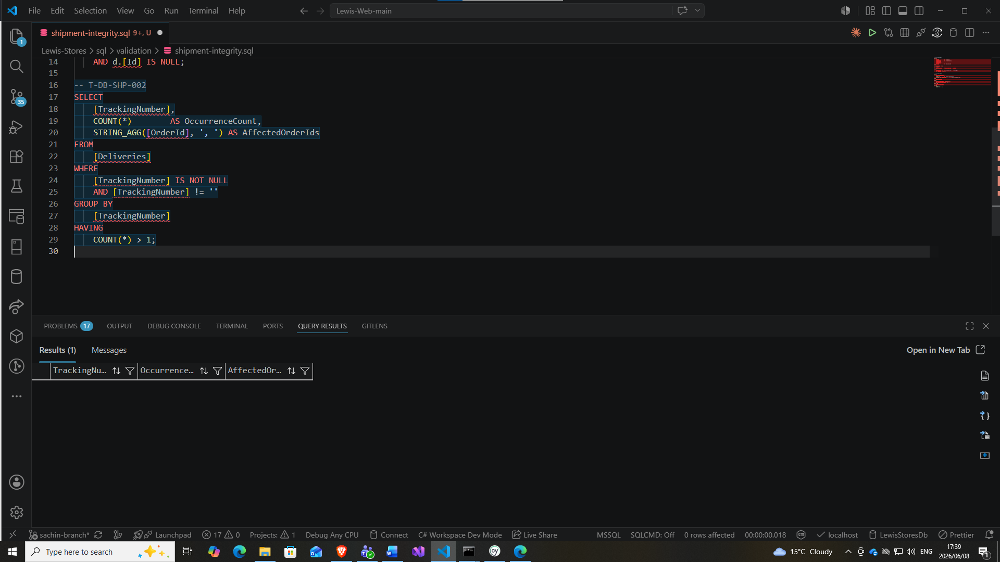 File Edit Selection View Go Run Terminal Help
Lewis-Web-main
shipment-integrity.sql 9+, U
Lewis-Stores > sql > validation > shipment-integrity.sql
14 AND d.[Id] IS NULL;
15
16 -- T-DB-SHP-002
17 SELECT
18 [TrackingNumber],
19 COUNT(*) AS OccurrenceCount,
20 STRING_AGG([OrderId], ', ') AS AffectedOrderIds
21 FROM
22 [Deliveries]
23 WHERE
24 [TrackingNumber] IS NOT NULL
25 AND [TrackingNumber] != ''
26 GROUP BY
27 [TrackingNumber]
28 HAVING
29 COUNT(*) > 1;
30
1
35
PROBLEMS 17 OUTPUT DEBUG CONSOLE TERMINAL PORTS QUERY RESULTS GITLENS
Results (1) Messages
Open in New Tab
TrackingNu... Occurrence... AffectedOr...
sachin-branch* Launchpad 17 0 Projects: 1 Debug Any CPU Connect C# Workspace Dev Mode Live Share MSSQL SQLCMD: Off 0 rows affected 00:00:00.018 localhost LewisStoresDb Prettier
Type here to search
cy
15°C Cloudy
ENG
17:39
2026/06/08
1